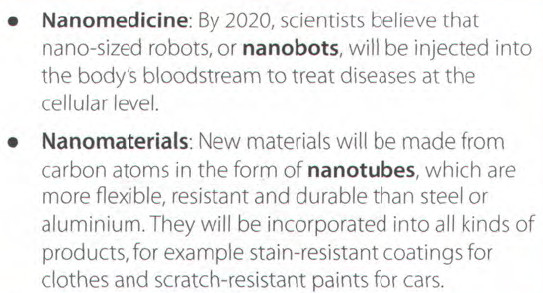 • Nanomedicine: By 2020, scientists believe that
nano-sized robots, or nanobots, will be injected into
the body's bloodstream to treat diseases at the
cellular level.
• Nanomaterials: New materials will be made from
carbon atoms in the form of nanotubes, which are
more flexible, resistant and durable than steel or
aluminium. They will be incorporated into all kinds of
products, for example stain-resistant coatings for
clothes and scratch-resistant paints for cars.